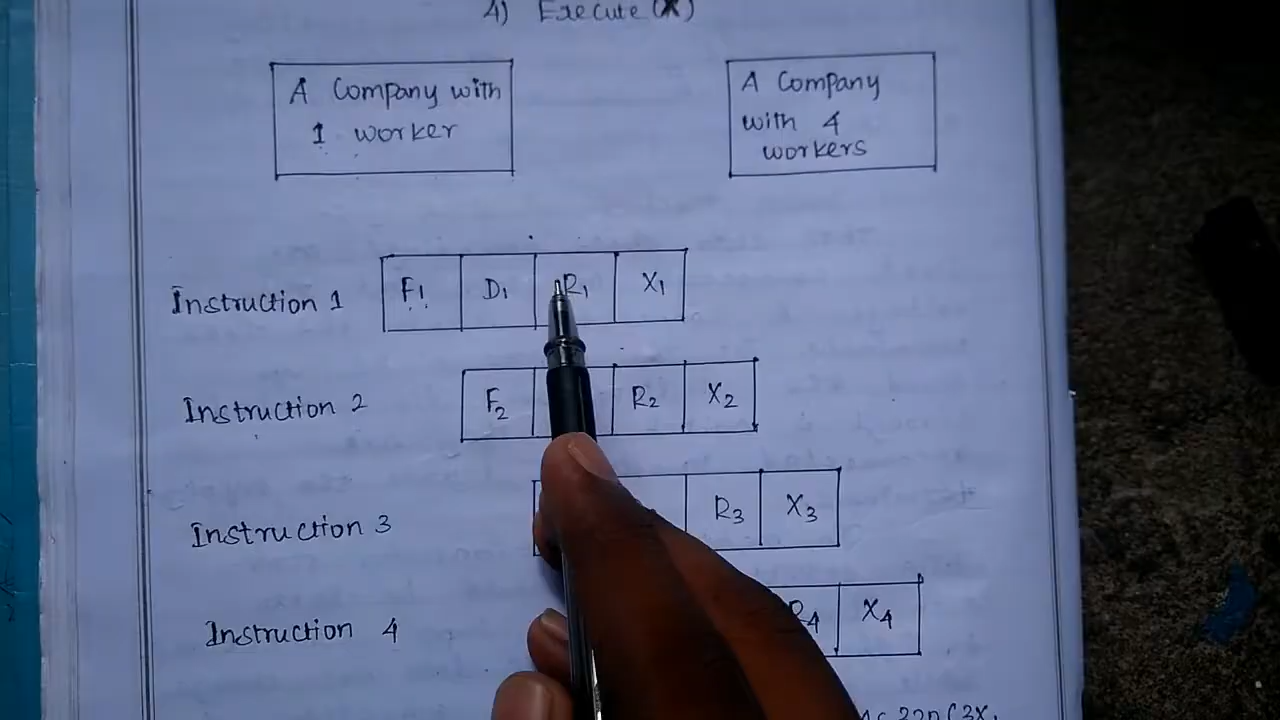 4) Execute (X)
A Company with
1 worker
A Company
with 4
workers
Instruction 1 F1 D1 R1 X1
Instruction 2 F2 R2 X2
Instruction 3 R3 X3
Instruction 4 R4 X4